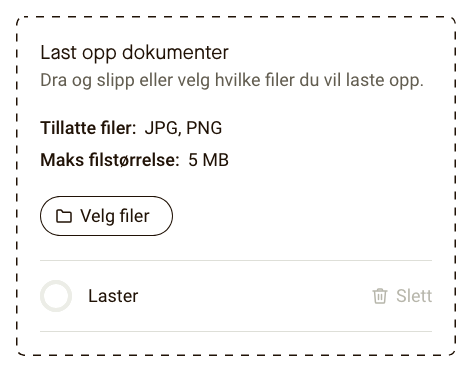 Last opp dokumenter
Dra og slipp eller velg hvilke filer du vil laste opp.
Tillatte filer: JPG, PNG
Maks filstørrelse: 5 MB
Velg filer
Laster Slett